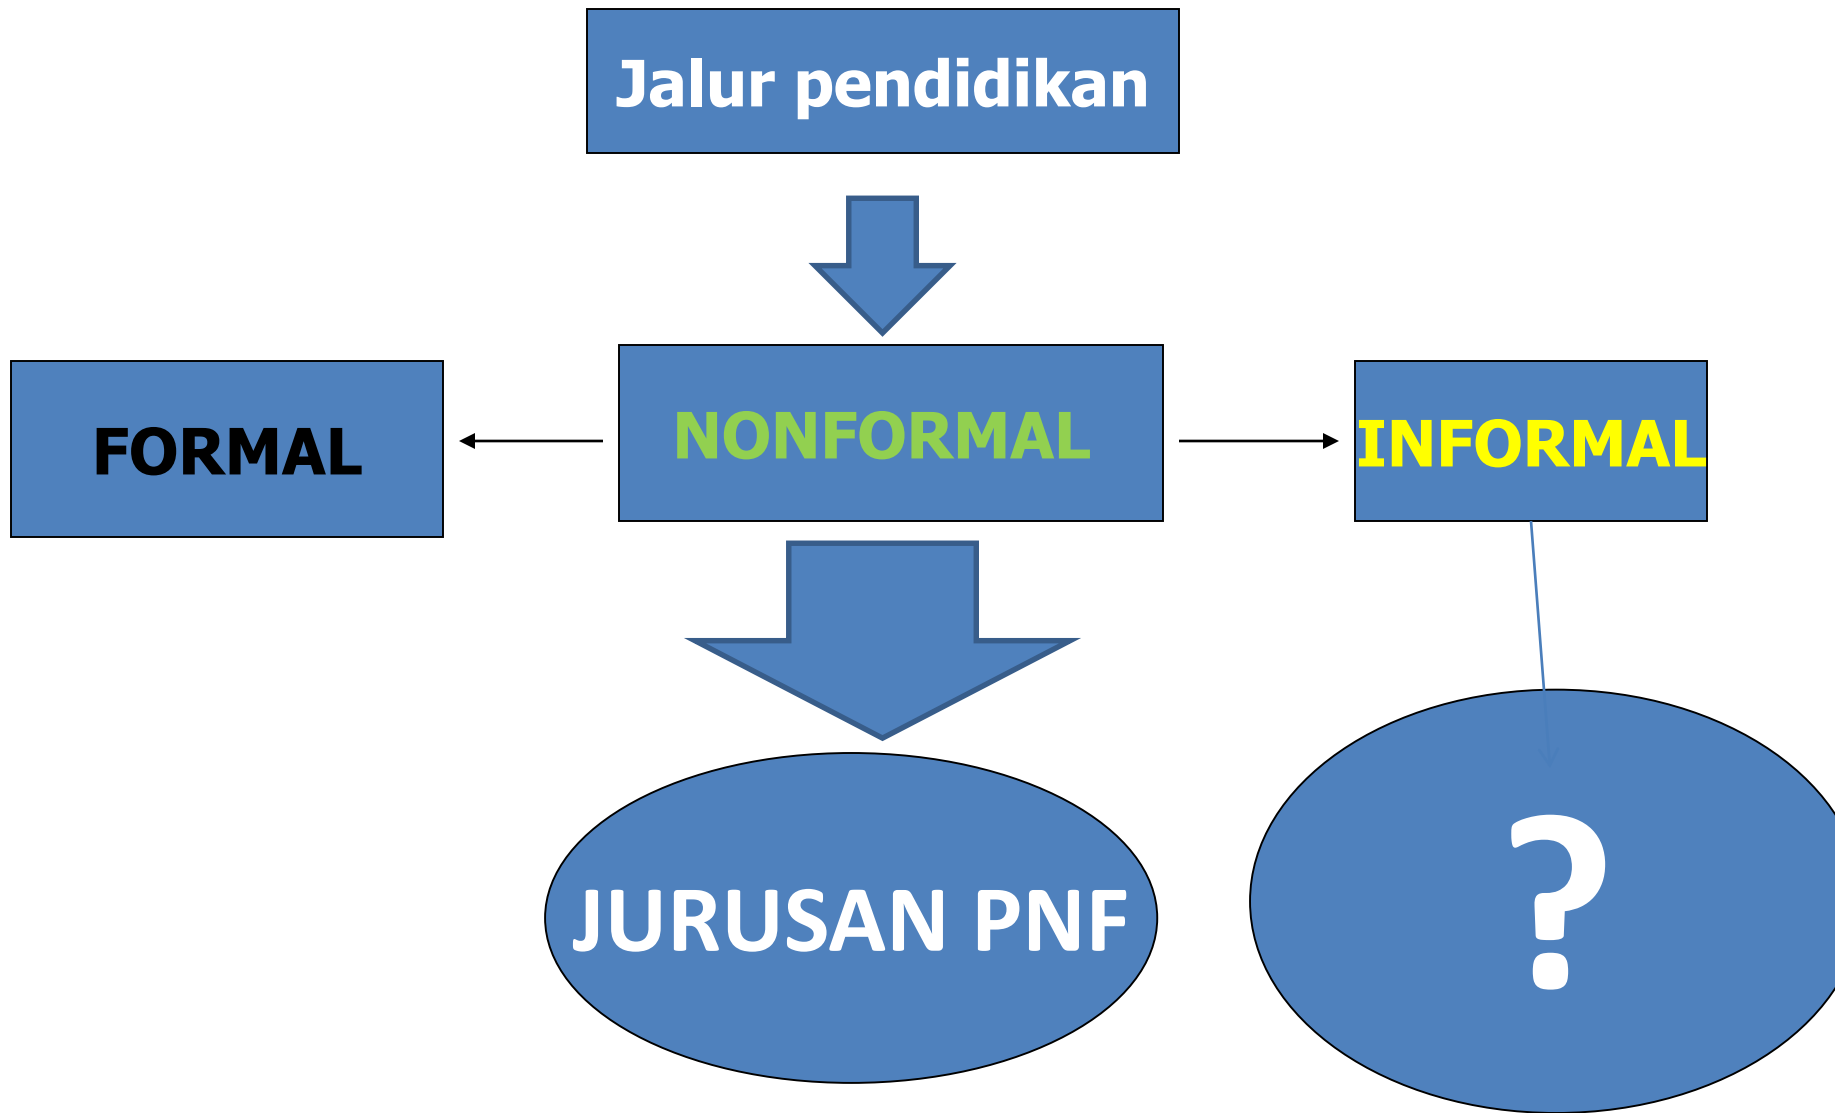 Jalur pendidikan
FORMAL
NONFORMAL
INFORMAL
JURUSAN PNF
?